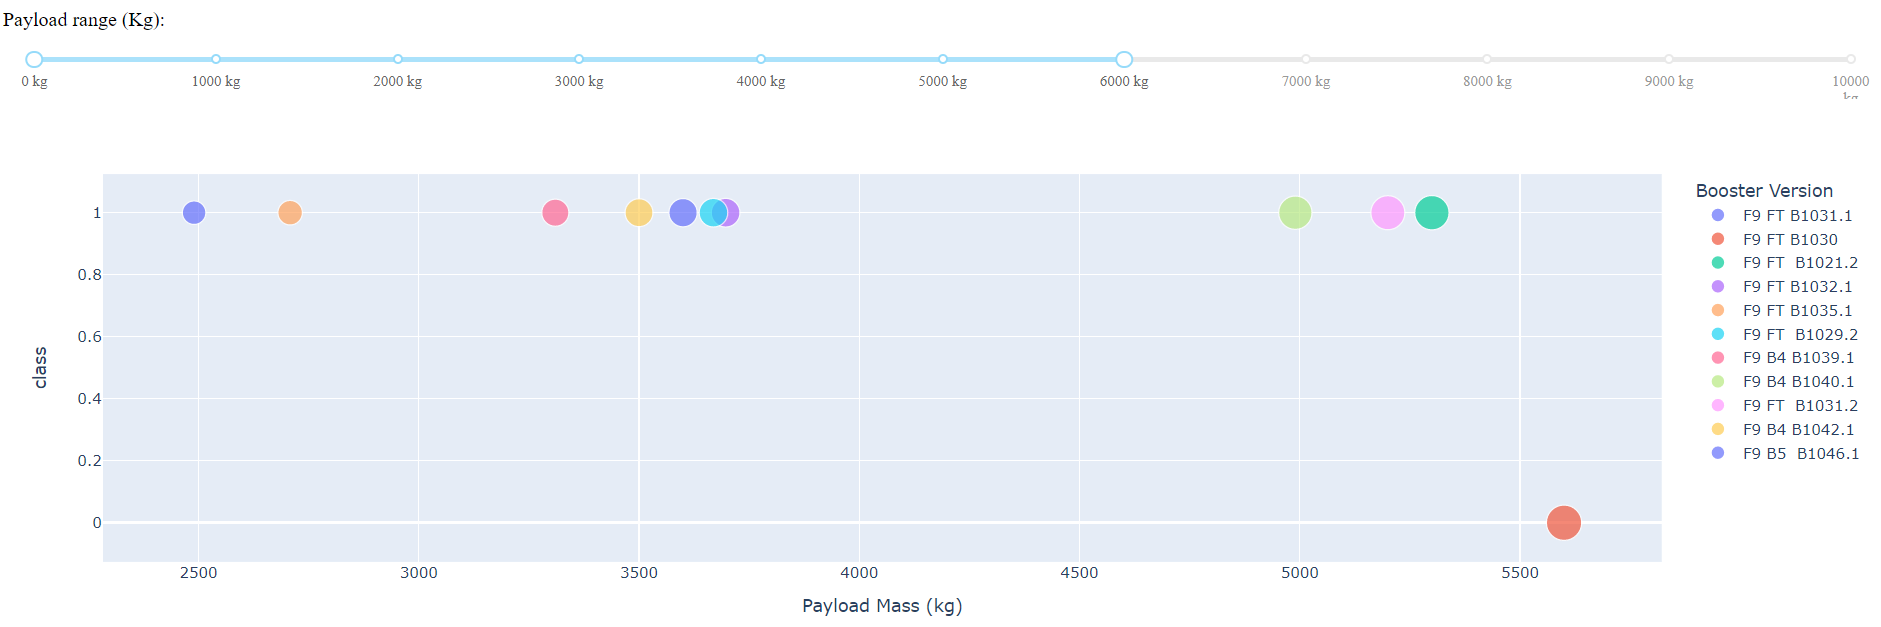 Payload range (Kg):
0 kg 1000 kg 2000 kg 3000 kg 4000 kg 5000 kg 6000 kg 7000 kg 8000 kg 9000 kg 10000
kg
Booster Version
F9 FT B1031.1
F9 FT B1030
F9 FT  B1021.2
F9 FT B1032.1
F9 FT B1035.1
F9 FT  B1029.2
F9 B4 B1039.1
F9 B4 B1040.1
F9 FT  B1031.2
F9 B4 B1042.1
F9 B5  B1046.1
class
1
0.8
0.6
0.4
0.2
0
2500 3000 3500 4000 4500 5000 5500
Payload Mass (kg)